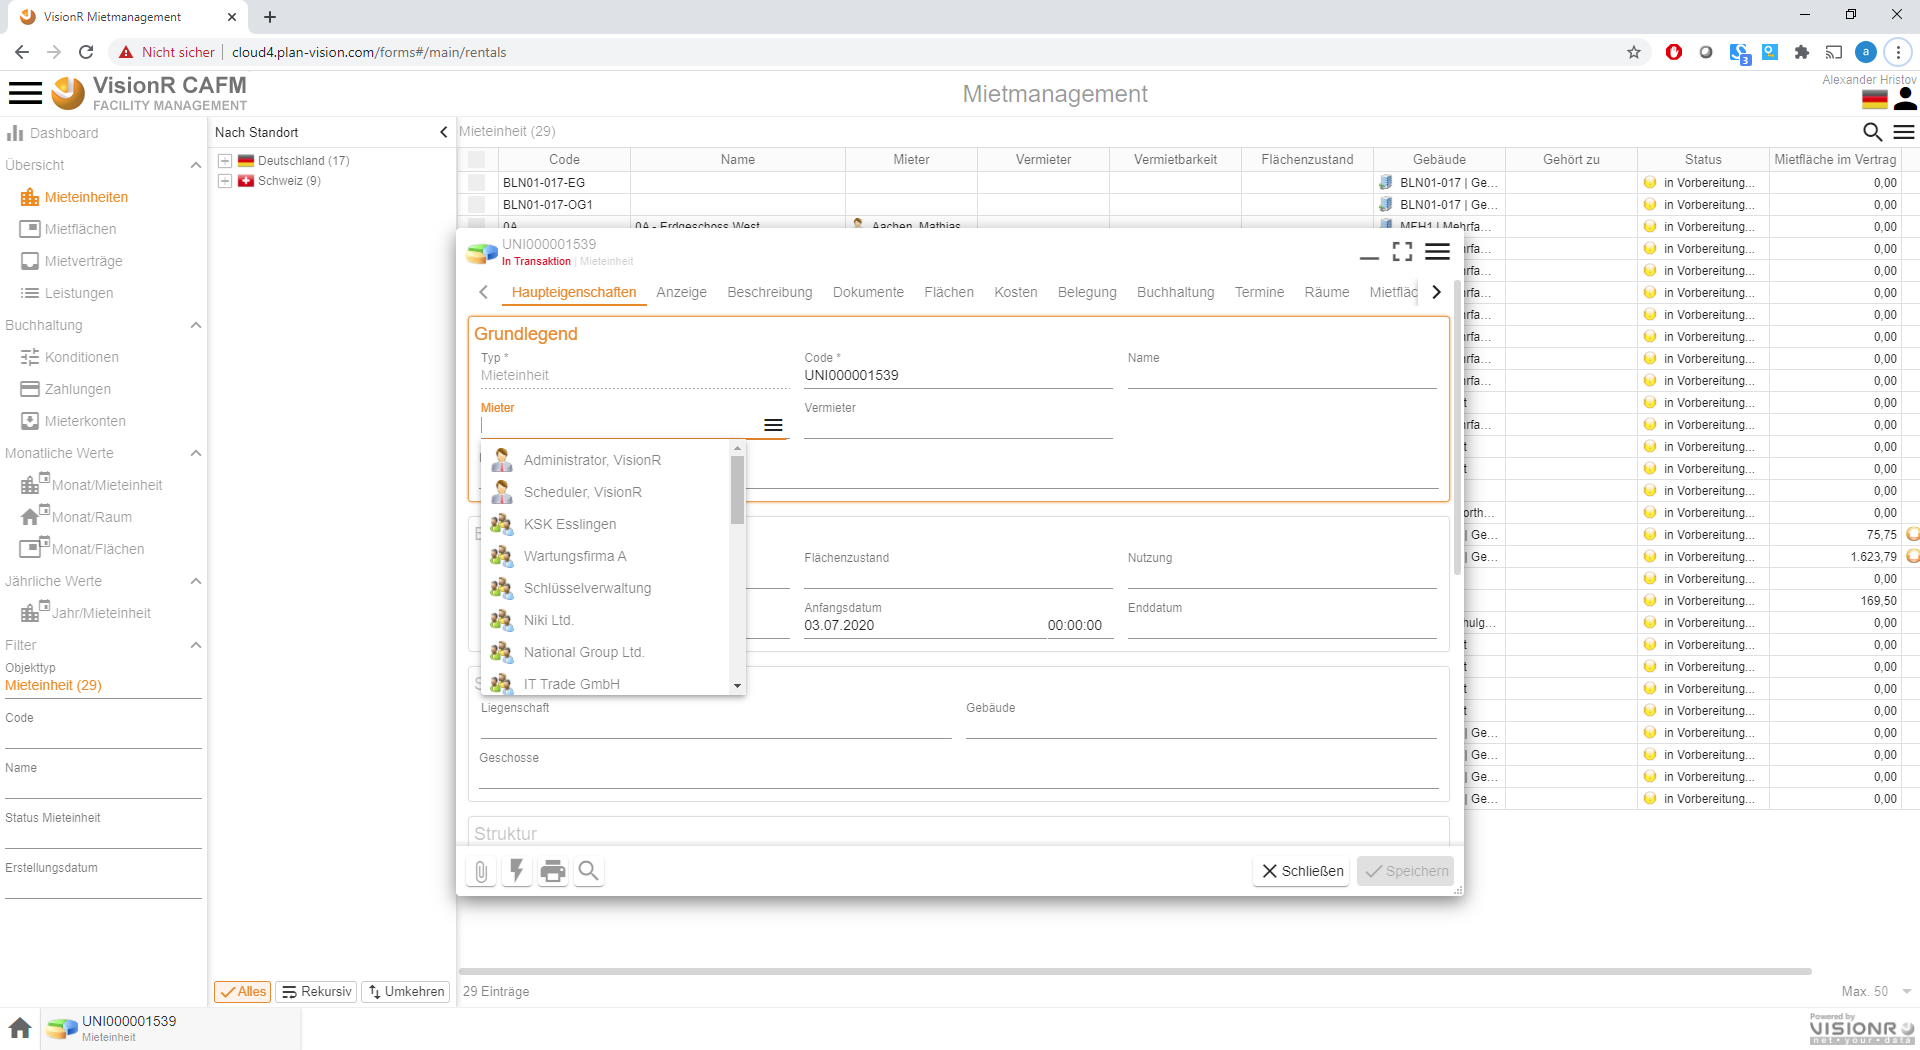 VisionR Mietmanagement
Nicht sicher
cloud4.plan-vision.com/forms#/main/rentals
3
a
VisionR CAFM
FACILITY MANAGEMENT
Mietmanagement
Alexander Hristov
Dashboard
Übersicht
Mieteinheiten
Mietflächen
Mietverträge
Leistungen
Buchhaltung
Konditionen
Zahlungen
Mieterkonten
Monatliche Werte
Monat/Mieteinheit
Monat/Raum
Monat/Flächen
Jährliche Werte
Jahr/Mieteinheit
Filter
Objekttyp
Mieteinheit (29)
Code
Name
Status Mieteinheit
Erstellungsdatum
Nach Standort
Deutschland (17)
Schweiz (9)
Alles
Rekursiv
Umkehren
Mieteinheit (29)
Code Name Mieter Vermieter Vermietbarkeit Flächenzustand Gebäude Gehört zu Status Mietfläche im Vertrag
BLN01-017-EG BLN01-017 | Ge... in Vorbereitung... 0,00
BLN01-017-OG1 BLN01-017 | Ge... in Vorbereitung... 0,00
0A 0A - Erdgeschoss West Aachen, Mathias MFH1 | Mehrfa... in Vorbereitung... 0,00
hrfa... in Vorbereitung... 0,00
hrfa... in Vorbereitung... 0,00
hrfa... in Vorbereitung... 0,00
hrfa... in Vorbereitung... 0,00
hrfa... in Vorbereitung... 0,00
hrfa... in Vorbereitung... 0,00
hrfa... in Vorbereitung... 0,00
t in Vorbereitung... 0,00
hrfa... in Vorbereitung... 0,00
t in Vorbereitung... 0,00
t in Vorbereitung... 0,00
in Vorbereitung... 0,00
orth... in Vorbereitung... 0,00
| Ge... in Vorbereitung... 75,75
| Ge... in Vorbereitung... 1.623,79
in Vorbereitung... 0,00
in Vorbereitung... 169,50
hulg... in Vorbereitung... 0,00
t in Vorbereitung... 0,00
t in Vorbereitung... 0,00
t in Vorbereitung... 0,00
t in Vorbereitung... 0,00
| Ge... in Vorbereitung... 0,00
| Ge... in Vorbereitung... 0,00
| Ge... in Vorbereitung... 0,00
| Ge... in Vorbereitung... 0,00
UNI000001539
In Transaktion | Mieteinheit
Haupteigenschaften Anzeige Beschreibung Dokumente Flächen Kosten Belegung Buchhaltung Termine Räume Mietfläc
Grundlegend
Typ * Code * Name
Mieteinheit UNI000001539
Mieter Vermieter
Administrator, VisionR
Scheduler, VisionR
KSK Esslingen
Wartungsfirma A
Schlüsselverwaltung
Niki Ltd.
National Group Ltd.
IT Trade GmbH
Flächenzustand Nutzung
Anfangsdatum Enddatum
03.07.2020 00:00:00
Liegenschaft Gebäude
Geschosse
Struktur
Schließen
Speichern
29 Einträge
Max. 50
UNI000001539
Mieteinheit
Powered by
VISIONR
net • your • data